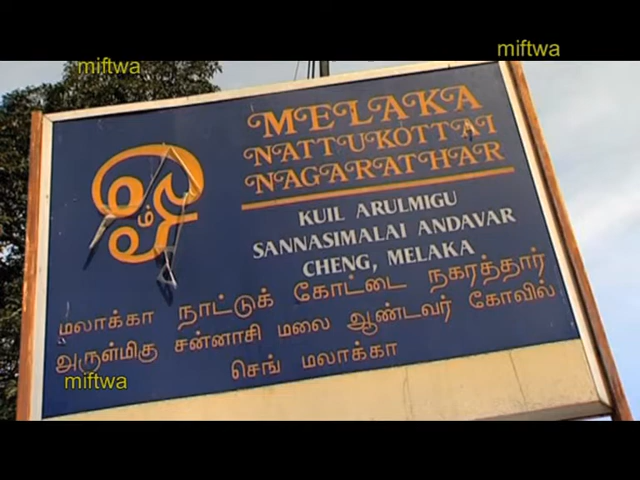 miftwa
miftwa
MELAKA
NATTUKOTTAI
NAGARATHAR
ஓம்
KUIL ARULMIGU
SANNASIMALAI ANDAVAR
CHENG, MELAKA
மலாக்கா நாட்டுக் கோட்டை நகரத்தார்
அருள்மிகு சன்னாசி மலை ஆண்டவர் கோவில்
செங் மலாக்கா
miftwa